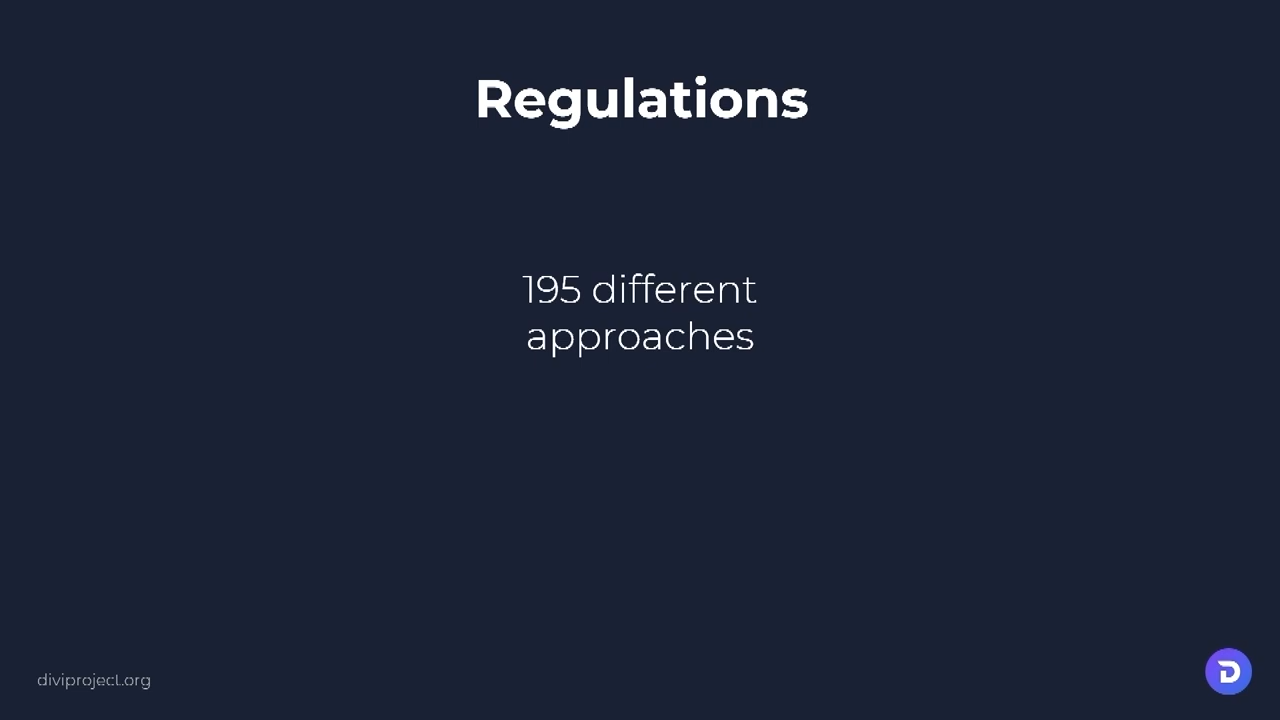 Regulations
195 different
approaches
diviproject.org
D